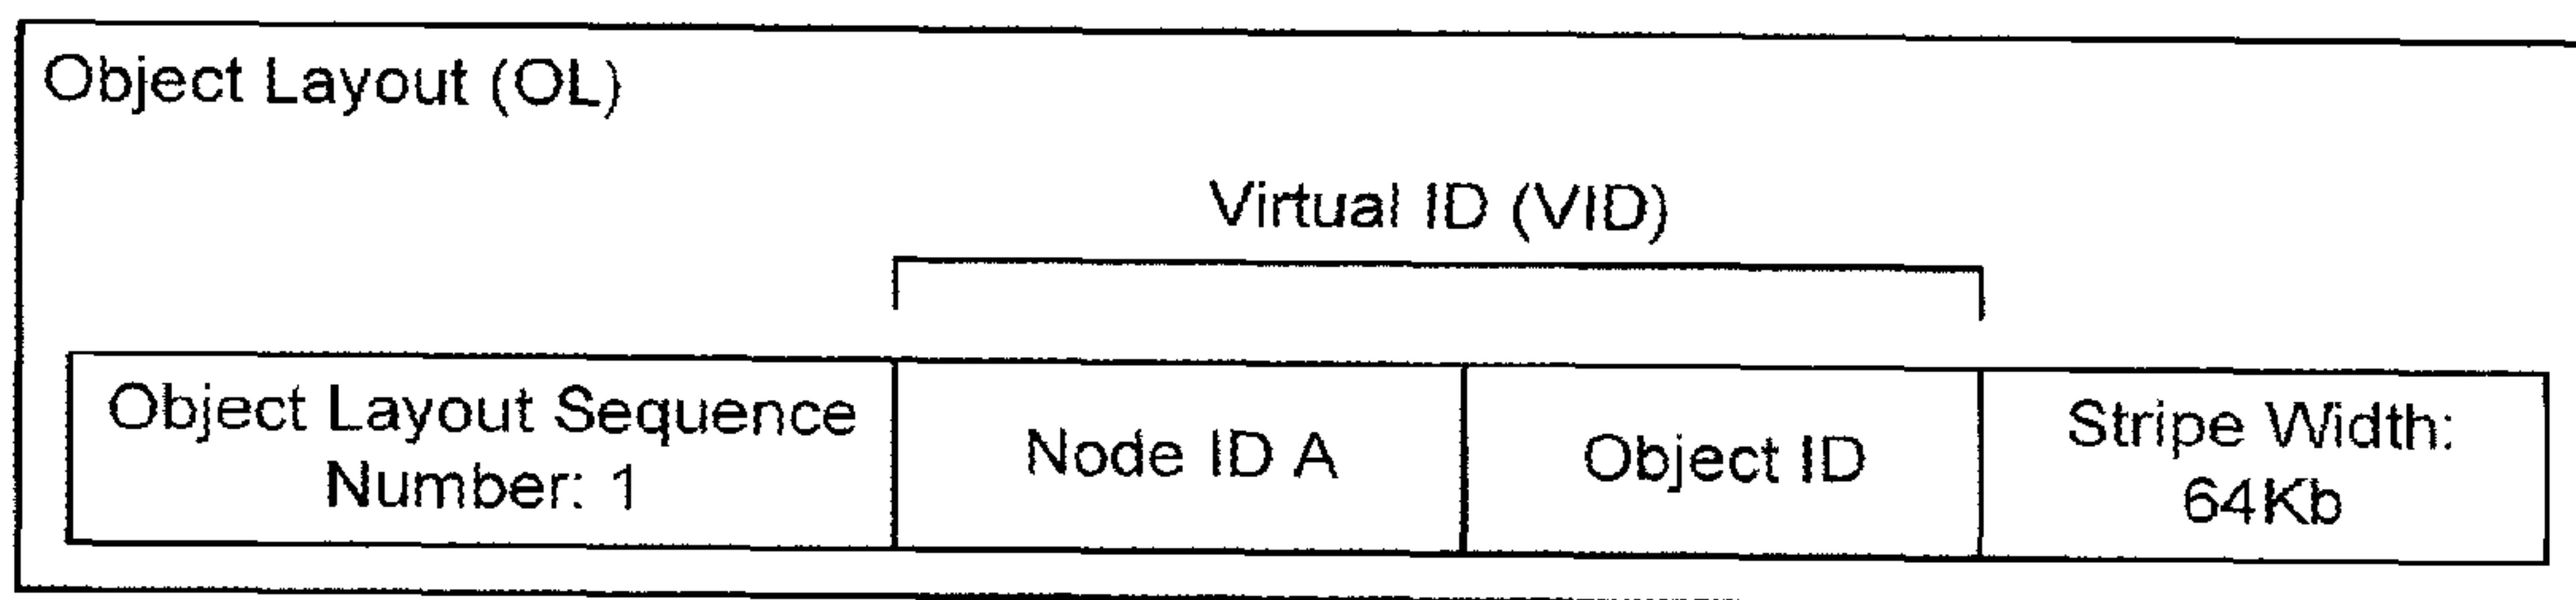 Object Layout (OL)
Virtual ID (VID)
Object Layout Sequence
Number: 1
Node ID A
Object ID
Stripe Width:
64Kb